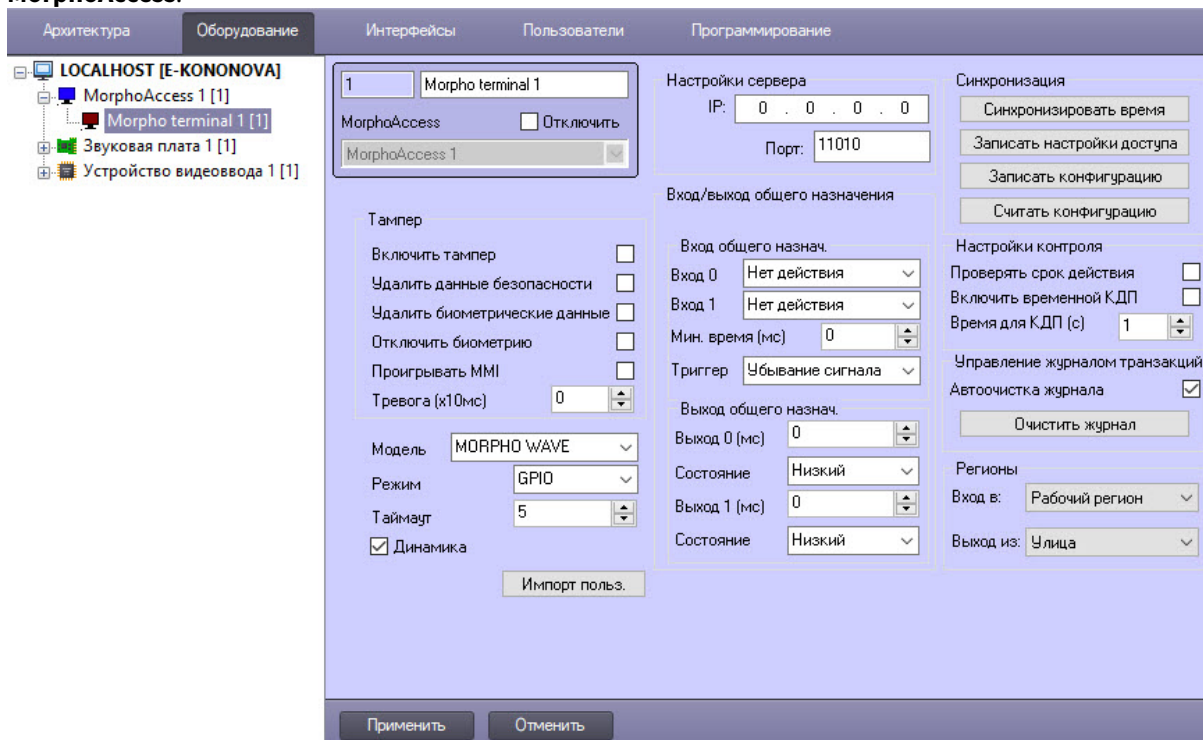 MorphoAccess.
Архитектура Оборудование Интерфейсы Пользователи Программирование
LOCALHOST [E-KONONOVA]
MorphoAccess 1 [1]
Morpho terminal 1 [1]
Звуковая плата 1 [1]
Устройство видеоввода 1 [1]
1 Morpho terminal 1
MorphoAccess Отключить
MorphoAccess 1
Тампер
Включить тампер
Удалить данные безопасности
Удалить биометрические данные
Отключить биометрию
Проигрывать MMI
Тревога (x10мс) 0
Модель MORPHO WAVE
Режим GPIO
Таймаут 5
Динамика
Импорт польз.
Настройки сервера
IP: 0 . 0 . 0 . 0
Порт: 11010
Вход/выход общего назначения
Вход общего назнач.
Вход 0 Нет действия
Вход 1 Нет действия
Мин. время (мс) 0
Триггер Убывание сигнала
Выход общего назнач.
Выход 0 (мс) 0
Состояние Низкий
Выход 1 (мс) 0
Состояние Низкий
Синхронизация
Синхронизировать время
Записать настройки доступа
Записать конфигурацию
Считать конфигурацию
Настройки контроля
Проверять срок действия
Включить временной КДП
Время для КДП (с) 1
Управление журналом транзакций
Автоочистка журнала
Очистить журнал
Регионы
Вход в: Рабочий регион
Выход из: Улица
Применить Отменить